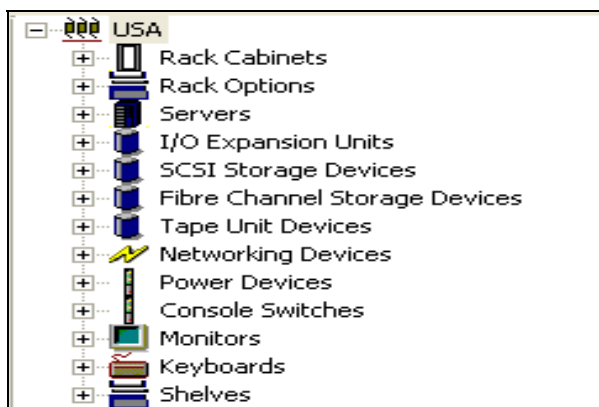 USA
Rack Cabinets
Rack Options
Servers
I/O Expansion Units
SCSI Storage Devices
Fibre Channel Storage Devices
Tape Unit Devices
Networking Devices
Power Devices
Console Switches
Monitors
Keyboards
Shelves